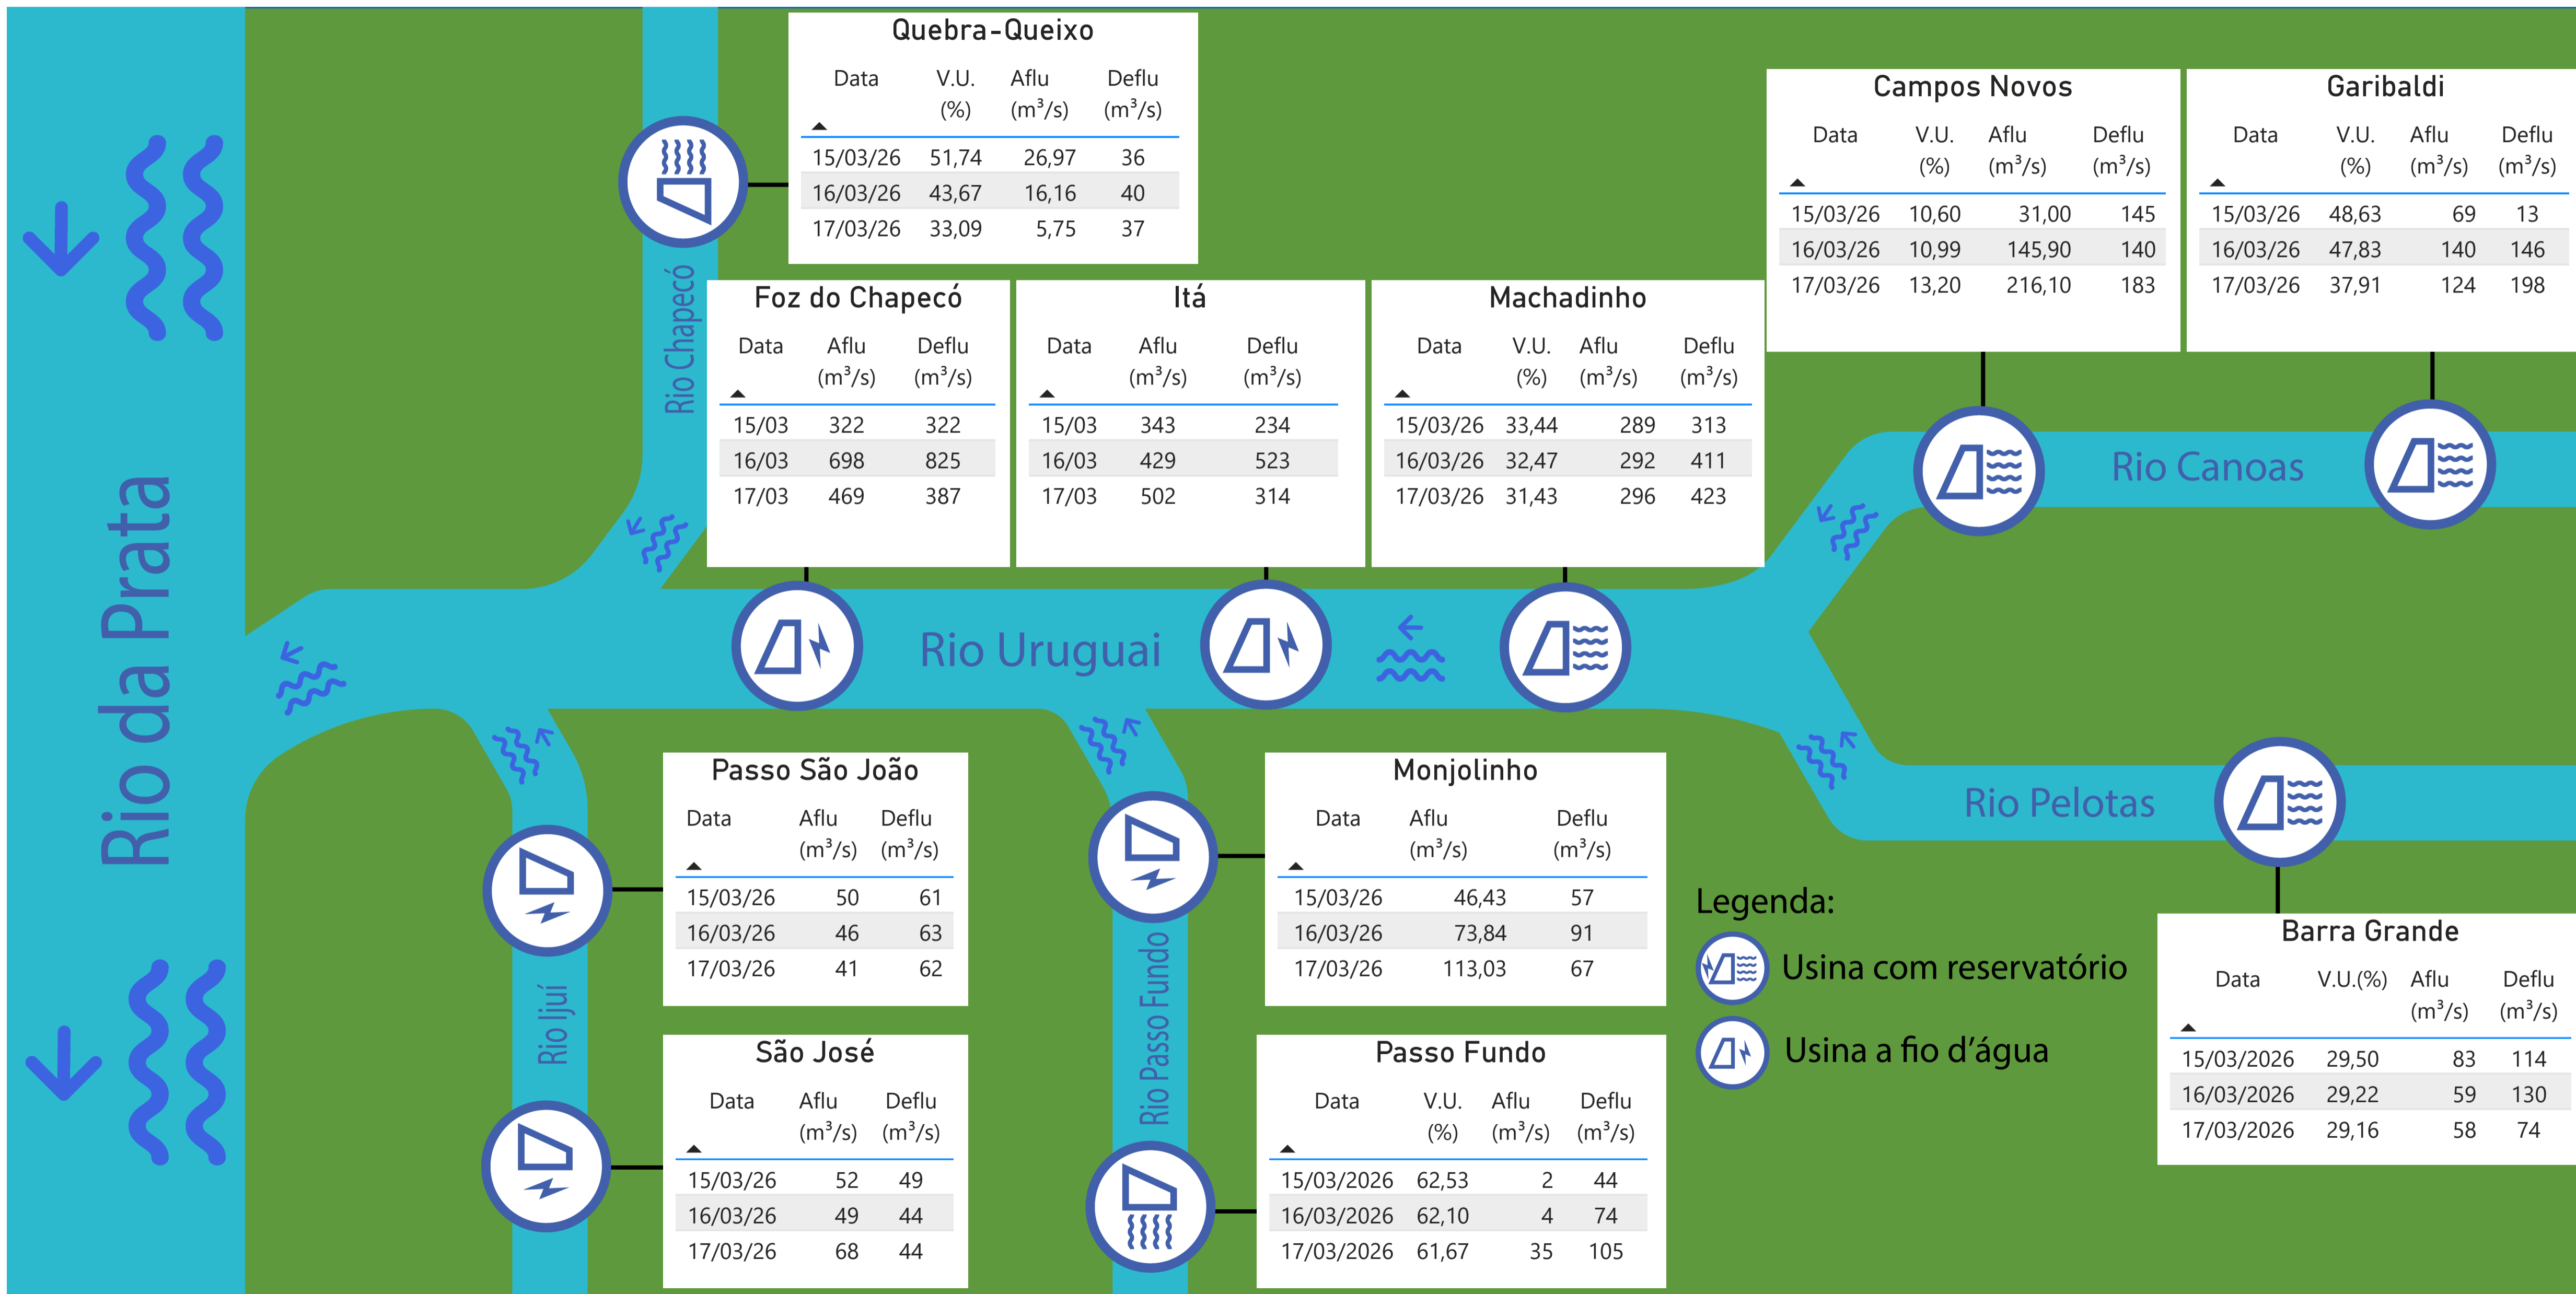 Quebra-Queixo
Data V.U. (%) Aflu (m³/s) Deflu (m³/s)
15/03/26 51,74 26,97 36
16/03/26 43,67 16,16 40
17/03/26 33,09 5,75 37
Campos Novos
Data V.U. (%) Aflu (m³/s) Deflu (m³/s)
15/03/26 10,60 31,00 145
16/03/26 10,99 145,90 140
17/03/26 13,20 216,10 183
Garibaldi
Data V.U. (%) Aflu (m³/s) Deflu (m³/s)
15/03/26 48,63 69 13
16/03/26 47,83 140 146
17/03/26 37,91 124 198
Rio Chapecó
Foz do Chapecó
Data Aflu (m³/s) Deflu (m³/s)
15/03 322 322
16/03 698 825
17/03 469 387
Itá
Data Aflu (m³/s) Deflu (m³/s)
15/03 343 234
16/03 429 523
17/03 502 314
Machadinho
Data V.U. (%) Aflu (m³/s) Deflu (m³/s)
15/03/26 33,44 289 313
16/03/26 32,47 292 411
17/03/26 31,43 296 423
Rio Canoas
Rio da Prata
Rio Uruguai
Rio Pelotas
Passo São João
Data Aflu (m³/s) Deflu (m³/s)
15/03/26 50 61
16/03/26 46 63
17/03/26 41 62
Monjolinho
Data Aflu (m³/s) Deflu (m³/s)
15/03/26 46,43 57
16/03/26 73,84 91
17/03/26 113,03 67
Legenda:
Usina com reservatório
Usina a fio d’água
Barra Grande
Data V.U.(%) Aflu (m³/s) Deflu (m³/s)
15/03/2026 29,50 83 114
16/03/2026 29,22 59 130
17/03/2026 29,16 58 74
Rio Ijuí
São José
Data Aflu (m³/s) Deflu (m³/s)
15/03/26 52 49
16/03/26 49 44
17/03/26 68 44
Rio Passo Fundo
Passo Fundo
Data V.U. (%) Aflu (m³/s) Deflu (m³/s)
15/03/2026 62,53 2 44
16/03/2026 62,10 4 74
17/03/2026 61,67 35 105